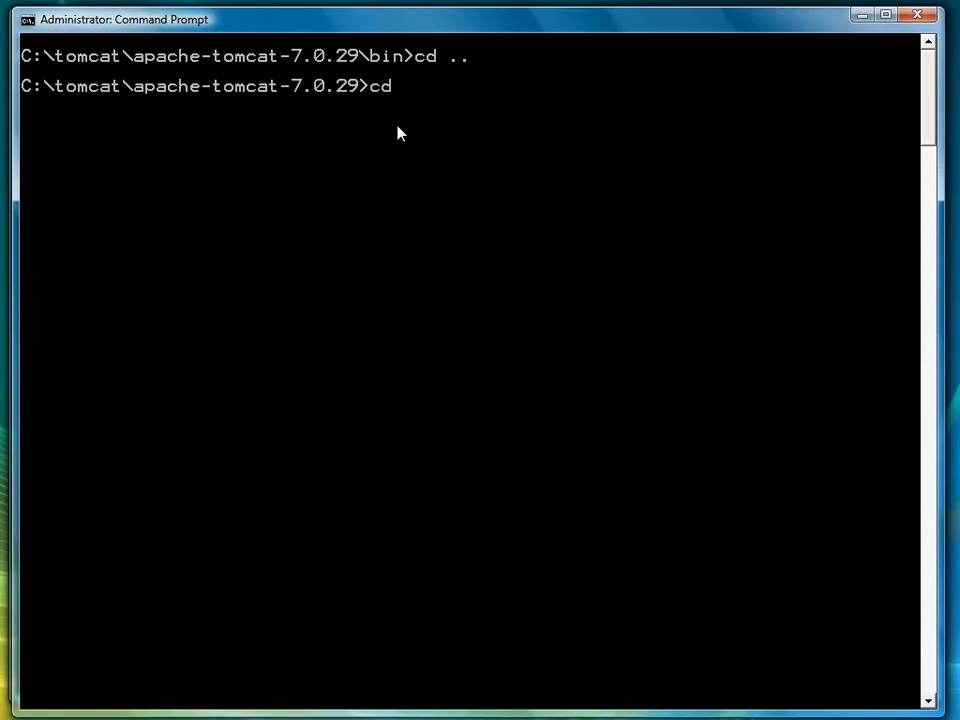 Administrator: Command Prompt
C:\tomcat\apache-tomcat-7.0.29\bin>cd ..
C:\tomcat\apache-tomcat-7.0.29>cd